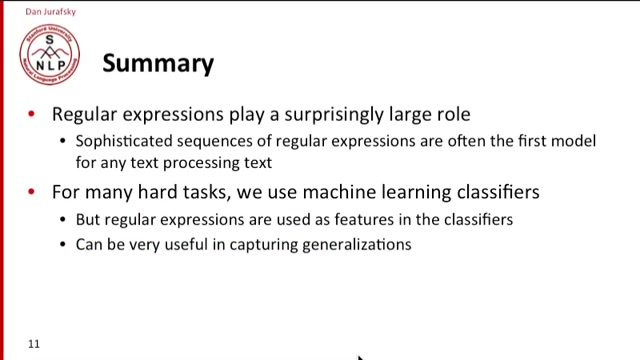 Dan Jurafsky
Stanford University
S
NLP
Natural Language Processing
Summary
• Regular expressions play a surprisingly large role
• Sophisticated sequences of regular expressions are often the first model
for any text processing text
• For many hard tasks, we use machine learning classifiers
• But regular expressions are used as features in the classifiers
• Can be very useful in capturing generalizations
11